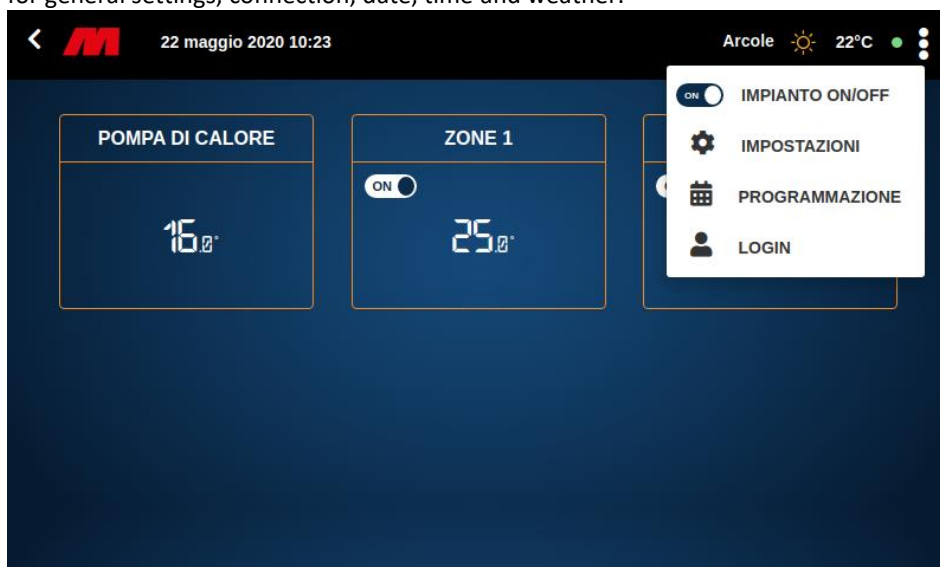 for general settings, connection, date, time and weather.
22 maggio 2020 10:23
Arcole 22°C
ON IMPIANTO ON/OFF
IMPOSTAZIONI
PROGRAMMAZIONE
LOGIN
POMPA DI CALORE
16.0°
ZONE 1
ON
25.0°